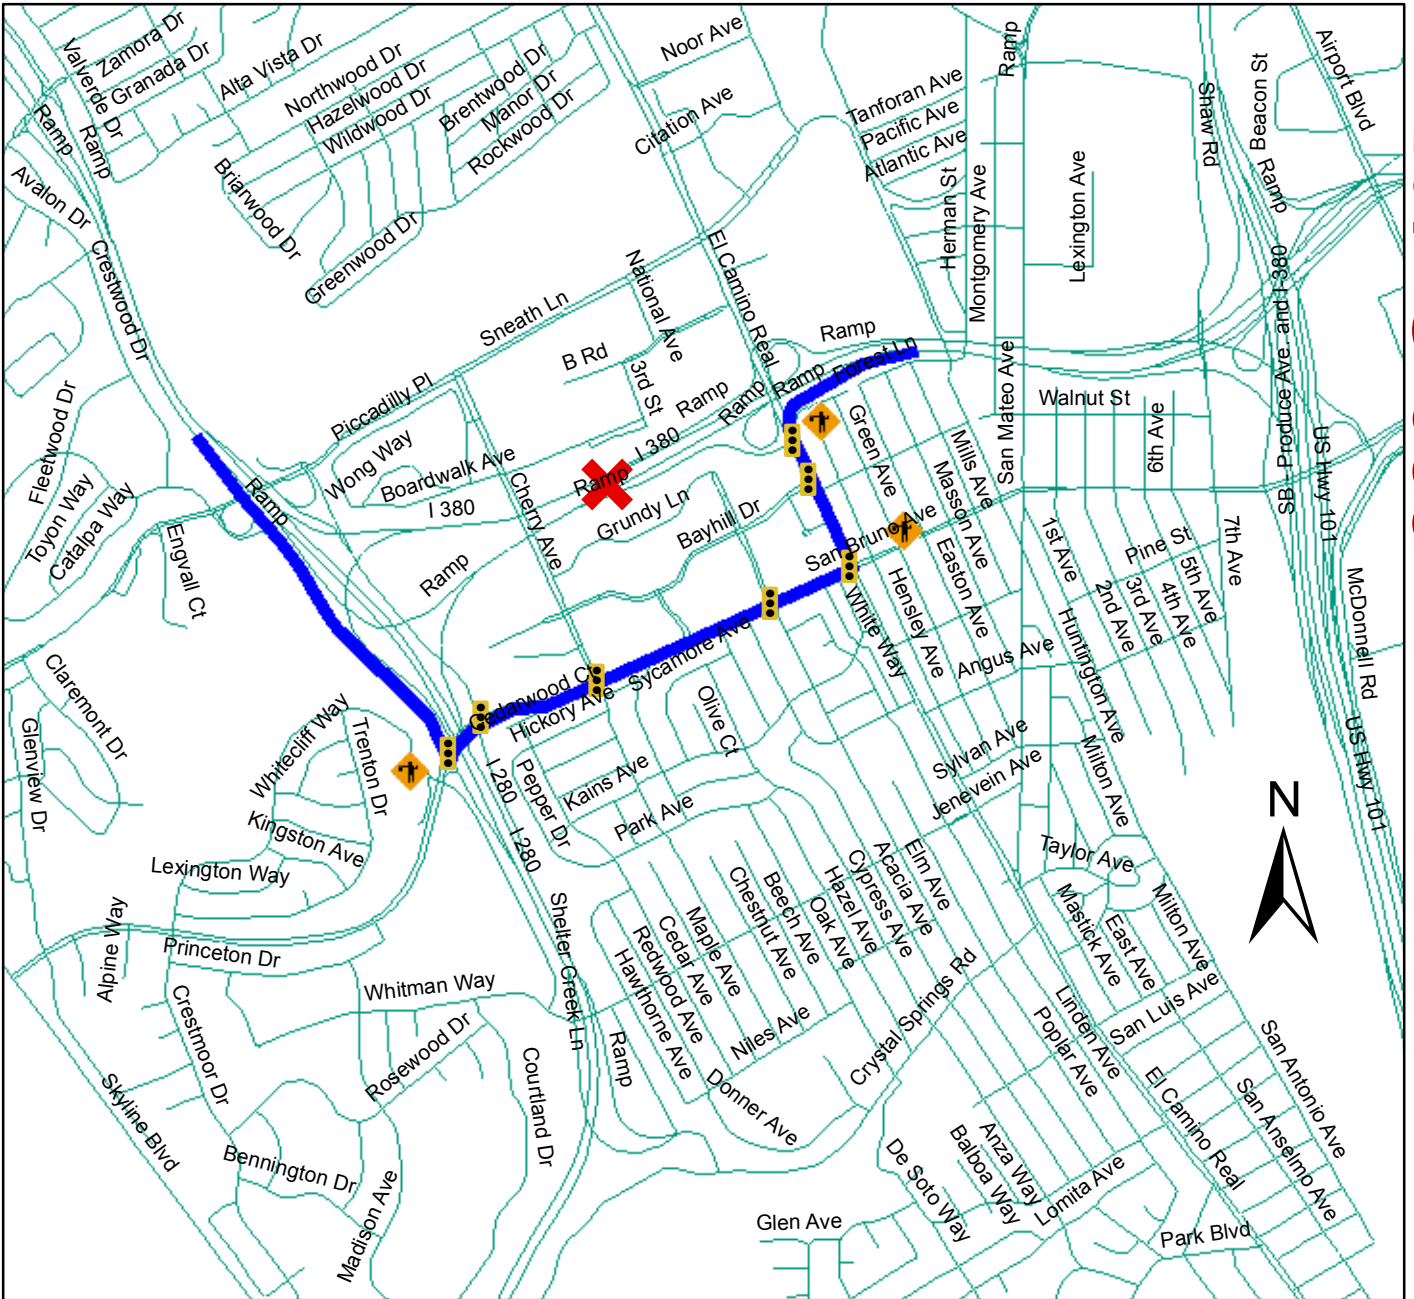 Zamora Dr
Valverde Dr
Granada Dr
Alta Vista Dr
Northwood Dr
Hazelwood Dr
Wildwood Dr
Brentwood Dr
Manor Dr
Rockwood Dr
Noor Ave
Citation Ave
Tanforan Ave
Pacific Ave
Atlantic Ave
Ramp
Shaw Rd
Beacon St
Airport Blvd
Ramp
Ramp
Ramp
Avalon Dr
Crestwood Dr
Briarwood Dr
Greenwood Dr
Herman St
Montgomery Ave
Lexington Ave
El Camino Real
National Ave
Sneath Ln
B Rd
3rd St
Ramp
Forest Ln
Ramp
Ramp
Ramp
I 380
Ramp
SB - Produce Ave. and I-380
US Hwy 101
San Mateo Ave
Walnut St
6th Ave
Fleetwood Dr
Toyon Way
Catalpa Way
Piccadilly Pl
Wong Way
Boardwalk Ave
I 380
Ramp
Cherry Ave
Grundy Ln
Bayhill Dr
Green Ave
Mills Ave
Masson Ave
San Bruno Ave
Easton Ave
Hensley Ave
White Way
Angus Ave
Engvall Ct
Ramp
1st Ave
Pine St
2nd Ave
3rd Ave
4th Ave
5th Ave
7th Ave
McDonnell Rd
US Hwy 101
Huntington Ave
Claremont Dr
Glenview Dr
Whitecliff Way
Trenton Dr
Kingston Ave
Lexington Way
Cedarwood Ct
Hickory Ave
Sycamore Ave
Olive Ct
I 280
I 280
Pepper Dr
Kains Ave
Park Ave
Sylvan Ave
Jenevein Ave
Milton Ave
N
Taylor Ave
Mastick Ave
East Ave
Milton Ave
Elm Ave
Acacia Ave
Cypress Ave
Hazel Ave
Oak Ave
Beech Ave
Chestnut Ave
Maple Ave
Cedar Ave
Redwood Ave
Hawthorne Ave
Shelter Creek Ln
Alpine Way
Princeton Dr
Whitman Way
Crestmoor Dr
Rosewood Dr
Courtland Dr
Ramp
Niles Ave
Donner Ave
Crystal Springs Rd
Linden Ave
Poplar Ave
San Luis Ave
El Camino Real
San Antonio Ave
San Anselmo Ave
Skyline Blvd
Bennington Dr
Madison Ave
De Soto Way
Balboa Way
Anza Way
Lomita Ave
Glen Ave
Park Blvd